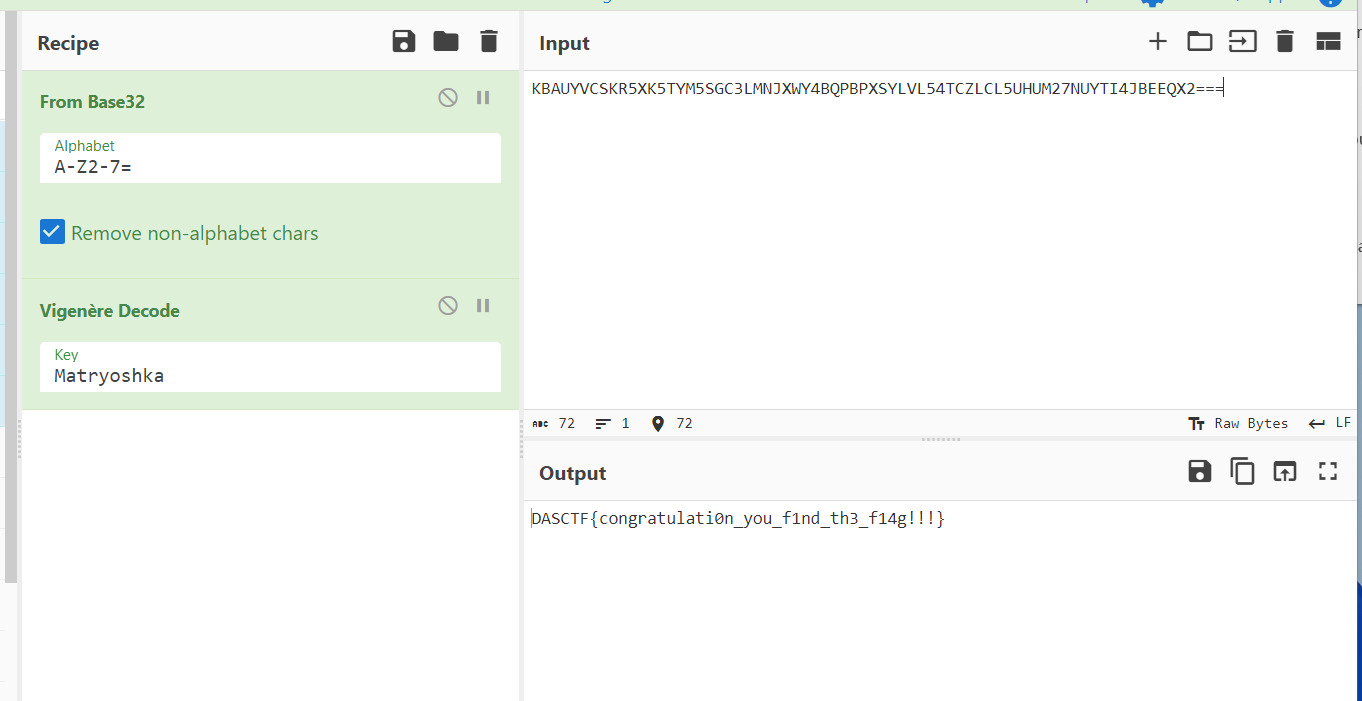 Recipe
From Base32
Alphabet
A-Z2-7=
Remove non-alphabet chars
Vigenère Decode
Key
Matryoshka
Input
KBAUYVCSKR5XK5TYM5SGC3LMNJXWY4BQPBPXSYLVL54TCZLCL5UHUM27NUYTI4JBEEQX2===
ABC 72 1 72
Raw Bytes LF
Output
DASCTF{congratulati0n_you_f1nd_th3_f14g!!!}